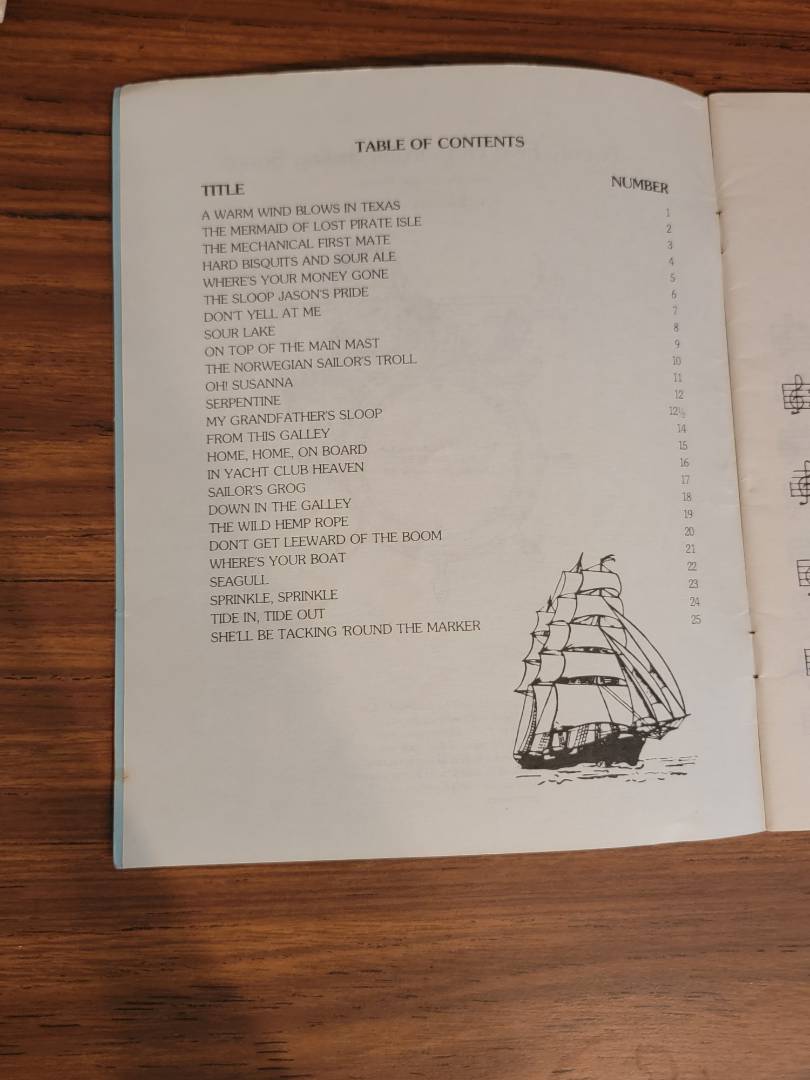 TABLE OF CONTENTS
TITLE NUMBER
A WARM WIND BLOWS IN TEXAS 1
THE MERMAID OF LOST PIRATE ISLE 2
THE MECHANICAL FIRST MATE 3
HARD BISQUITS AND SOUR ALE 4
WHERE'S YOUR MONEY GONE 5
THE SLOOP JASON'S PRIDE 6
DON'T YELL AT ME 7
SOUR LAKE 8
ON TOP OF THE MAIN MAST 9
THE NORWEGIAN SAILOR'S TROLL 10
OH! SUSANNA 11
SERPENTINE 12
MY GRANDFATHER'S SLOOP 12½
FROM THIS GALLEY 14
HOME, HOME, ON BOARD 15
IN YACHT CLUB HEAVEN 16
SAILOR'S GROG 17
DOWN IN THE GALLEY 18
THE WILD HEMP ROPE 19
DON'T GET LEEWARD OF THE BOOM 20
WHERE'S YOUR BOAT 21
SEAGULL 22
SPRINKLE, SPRINKLE 23
TIDE IN, TIDE OUT 24
SHE'LL BE TACKING 'ROUND THE MARKER 25